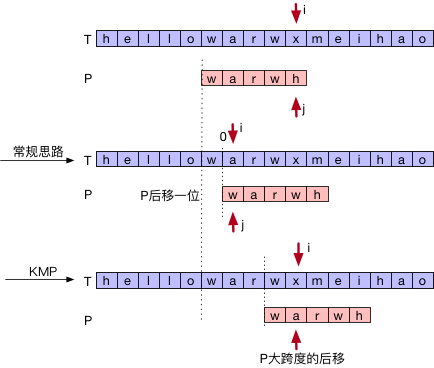 i
T h e l l o w a r w x m e i h a o
P w a r w h
j
0 i
常规思路 T h e l l o w a r w x m e i h a o
P P后移一位 w a r w h
j
i
KMP T h e l l o w a r w x m e i h a o
P w a r w h
P大跨度的后移